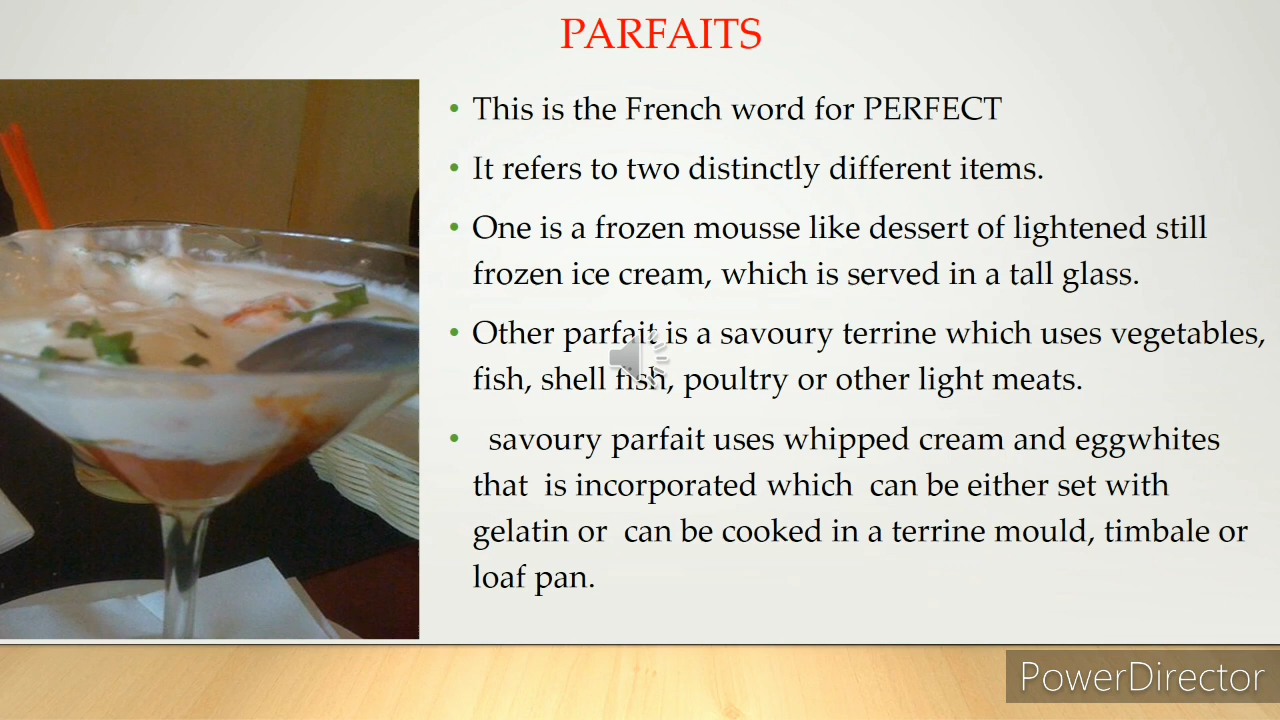 PARFAITS
• This is the French word for PERFECT
• It refers to two distinctly different items.
• One is a frozen mousse like dessert of lightened still
frozen ice cream, which is served in a tall glass.
• Other parfait is a savoury terrine which uses vegetables,
fish, shell fish, poultry or other light meats.
• savoury parfait uses whipped cream and eggwhites
that is incorporated which can be either set with
gelatin or can be cooked in a terrine mould, timbale or
loaf pan.
PowerDirector